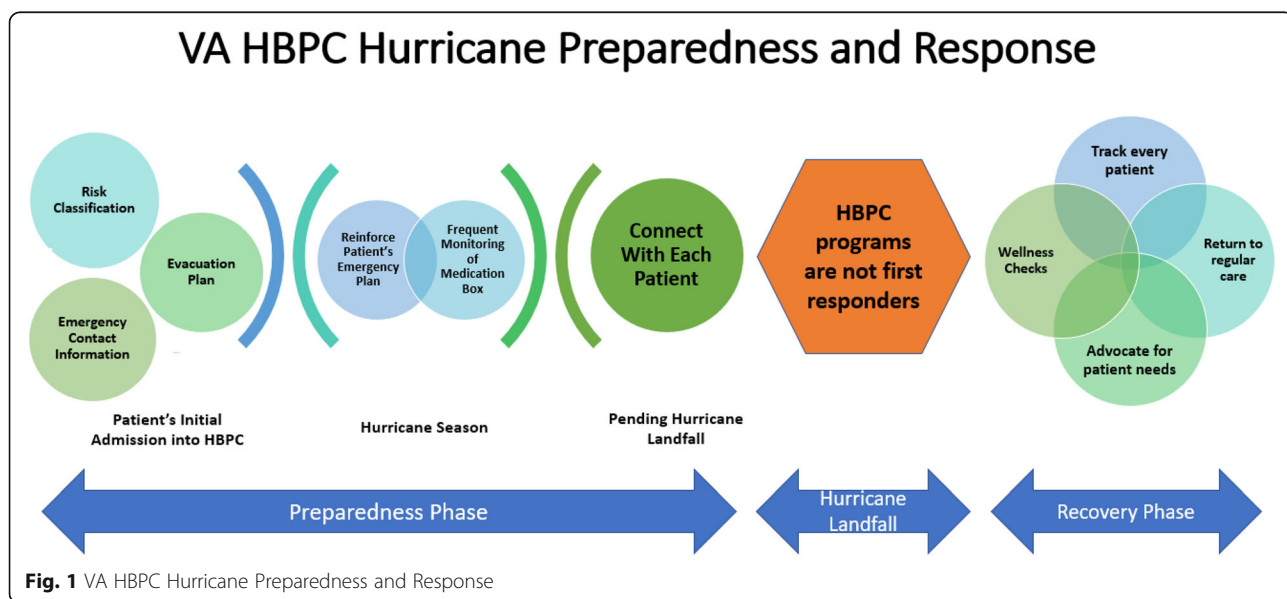 VA HBPC Hurricane Preparedness and Response
Risk
Classification
Evacuation
Plan
Emergency
Contact
Information
Patient's Initial
Admission into HBPC
Reinforce
Patient's
Emergency
Plan
Frequent
Monitoring
of
Medication
Box
Hurricane Season
Connect
With Each
Patient
Pending Hurricane
Landfall
HBPC
programs
are not first
responders
Track every
patient
Wellness
Checks
Return to
regular
care
Advocate for
patient needs
Preparedness Phase
Hurricane
Landfall
Recovery Phase
Fig. 1 VA HBPC Hurricane Preparedness and Response